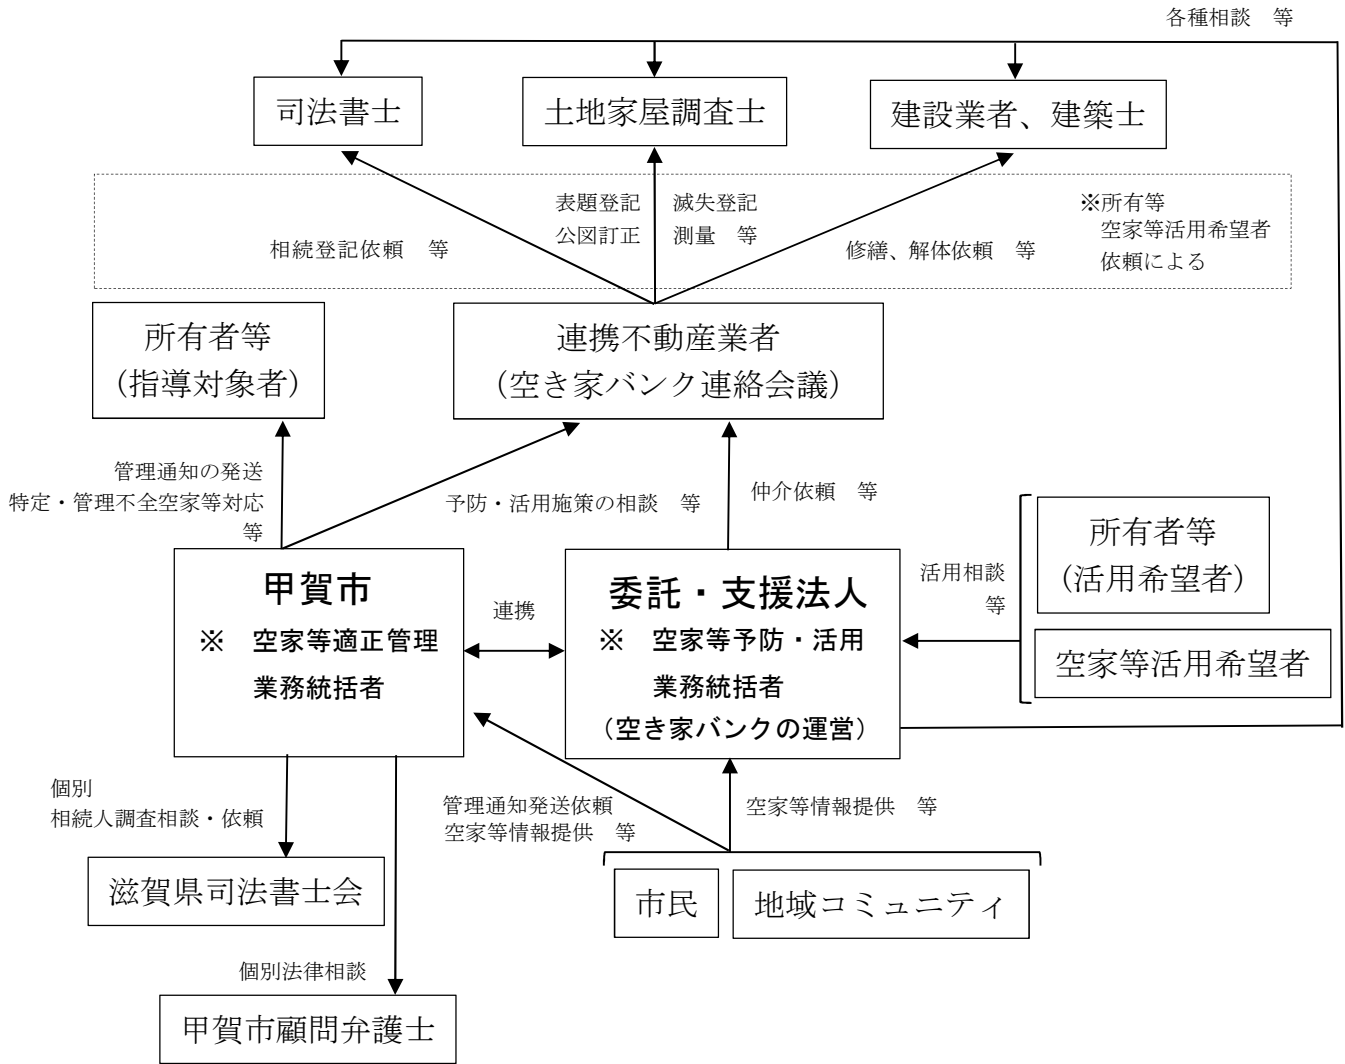 各種相談　等
司法書士
土地家屋調査士
建設業者、建築士
表題登記
公図訂正
滅失登記
測量　等
相続登記依頼　等
修繕、解体依頼　等
※所有等
空家等活用希望者
依頼による
所有者等
（指導対象者）
連携不動産業者
（空き家バンク連絡会議）
管理通知の発送
特定・管理不全空家等対応
等
予防・活用施策の相談　等
仲介依頼　等
所有者等
（活用希望者）
活用相談
等
空家等活用希望者
甲賀市
※　空家等適正管理
業務統括者
連携
委託・支援法人
※　空家等予防・活用
業務統括者
（空き家バンクの運営）
個別
相続人調査相談・依頼
管理通知発送依頼
空家等情報提供　等
空家等情報提供　等
滋賀県司法書士会
市民
地域コミュニティ
個別法律相談
甲賀市顧問弁護士